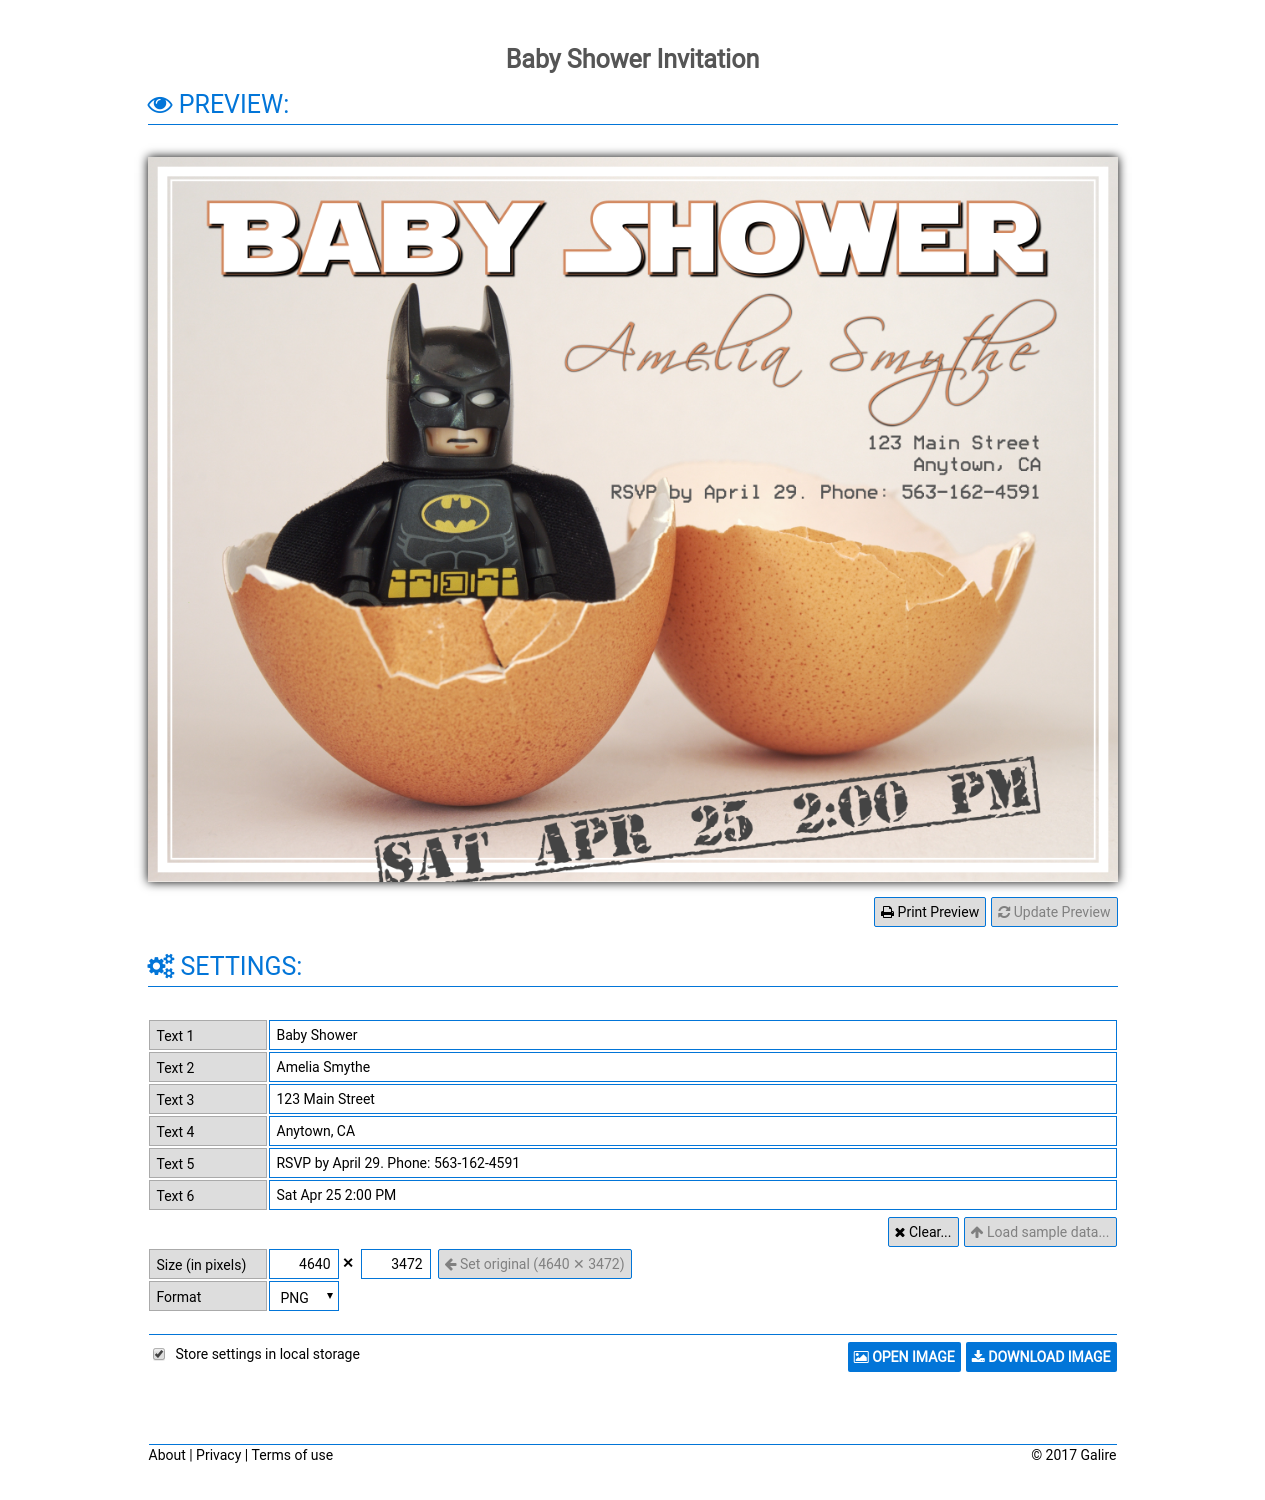 Baby Shower Invitation
PREVIEW:
BABY SHOWER
Amelia Smythe
123 Main Street
Anytown, CA
RSVP by April 29. Phone: 563-162-4591
SAT APR 25 2:00 PM
Print Preview Update Preview
SETTINGS:
Text 1 Baby Shower
Text 2 Amelia Smythe
Text 3 123 Main Street
Text 4 Anytown, CA
Text 5 RSVP by April 29. Phone: 563-162-4591
Text 6 Sat Apr 25 2:00 PM
Clear... Load sample data...
Size (in pixels) 4640 × 3472 Set original (4640 × 3472)
Format PNG
Store settings in local storage OPEN IMAGE DOWNLOAD IMAGE
About | Privacy | Terms of use © 2017 Galire